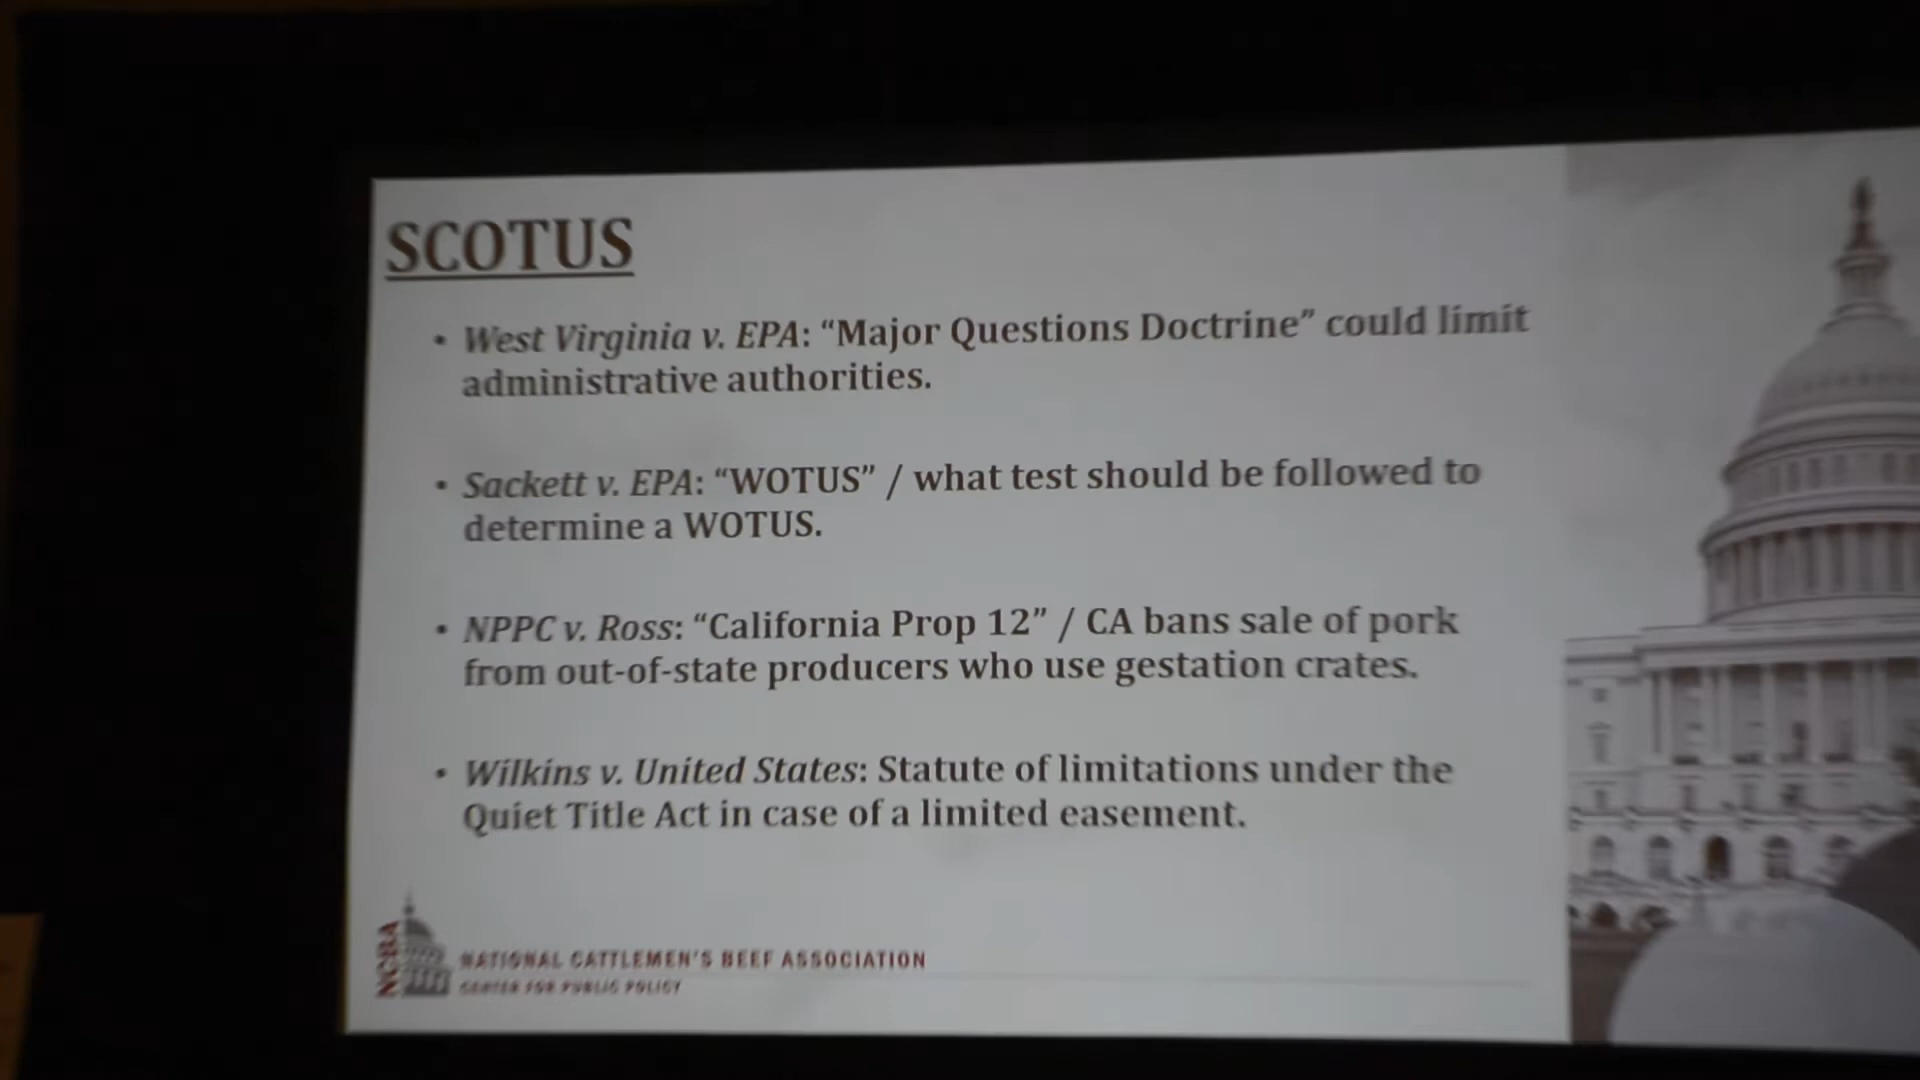 SCOTUS
• West Virginia v. EPA: “Major Questions Doctrine” could limit
administrative authorities.
• Sackett v. EPA: “WOTUS” / what test should be followed to
determine a WOTUS.
• NPPC v. Ross: “California Prop 12” / CA bans sale of pork
from out-of-state producers who use gestation crates.
• Wilkins v. United States: Statute of limitations under the
Quiet Title Act in case of a limited easement.
NCBA
NATIONAL CATTLEMEN'S BEEF ASSOCIATION
CENTER FOR PUBLIC POLICY